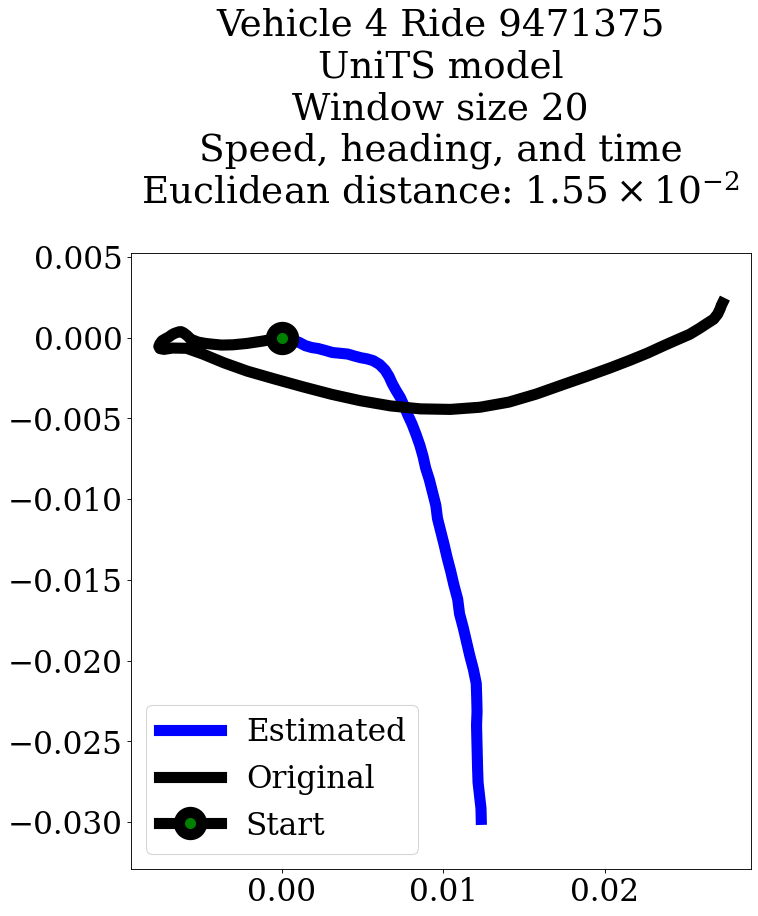 Vehicle 4 Ride 9471375
UniTS model
Window size 20
Speed, heading, and time
Euclidean distance: 1.55 × 10⁻²
0.005
0.000
−0.005
−0.010
−0.015
−0.020
−0.025
−0.030
Estimated
Original
Start
0.00 0.01 0.02